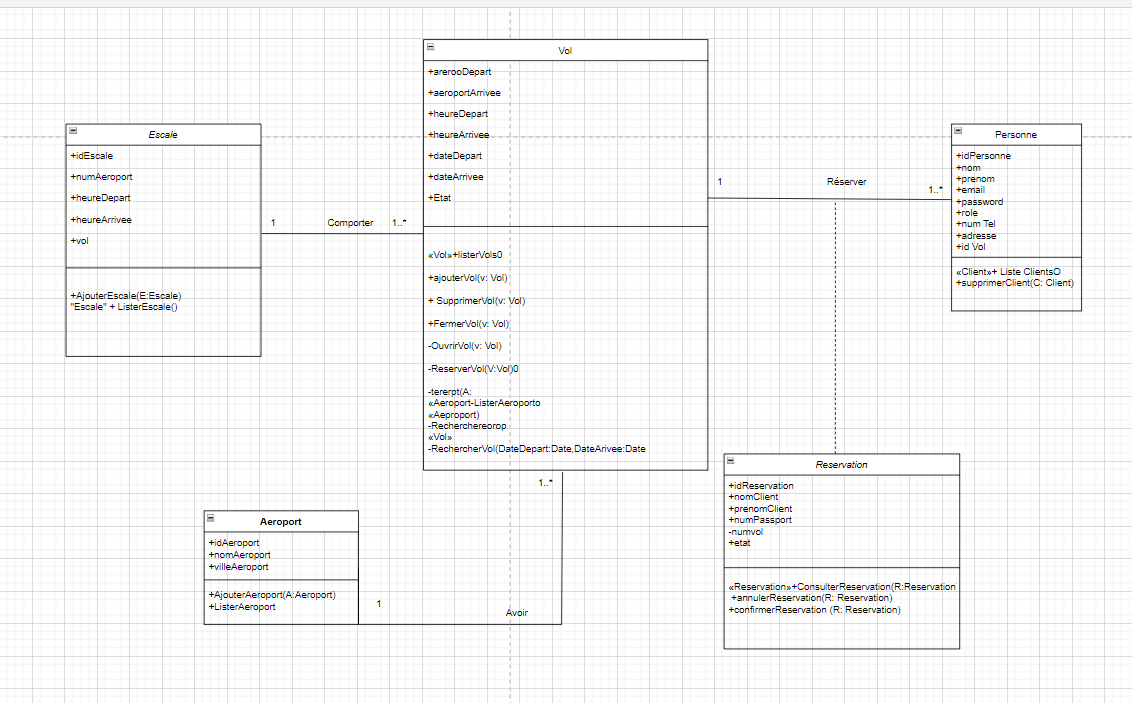 Vol
+arerooDepart
+aeroportArrivee
+heureDepart
+heureArrivee
+dateDepart
+dateArrivee
+Etat
«Vol»+listerVols0
+ajouterVol(v: Vol)
+ SupprimerVol(v: Vol)
+FermerVol(v: Vol)
-OuvrirVol(v: Vol)
-ReserverVol(V:Vol)0
-tererpt(A:
«Aeroport-ListerAeroporto
«Aeproport)
-Recherchereorop
«Vol»
-RechercherVol(DateDepart:Date,DateArivee:Date
Escale
+idEscale
+numAeroport
+heureDepart
+heureArrivee
+vol
+AjouterEscale(E:Escale)
"Escale" + ListerEscale()
1
Comporter
1..*
1
Réserver
1..*
Personne
+idPersonne
+nom
+prenom
+email
+password
+role
+num Tel
+adresse
+id Vol
«Client»+ Liste ClientsO
+supprimerClient(C: Client)
Reservation
+idReservation
+nomClient
+prenomClient
+numPassport
-numvol
+etat
«Reservation»+ConsulterReservation(R:Reservation
+annulerReservation(R: Reservation)
+confirmerReservation (R: Reservation)
1..*
Aeroport
+idAeroport
+nomAeroport
+villeAeroport
+AjouterAeroport(A:Aeroport)
+ListerAeroport
1
Avoir